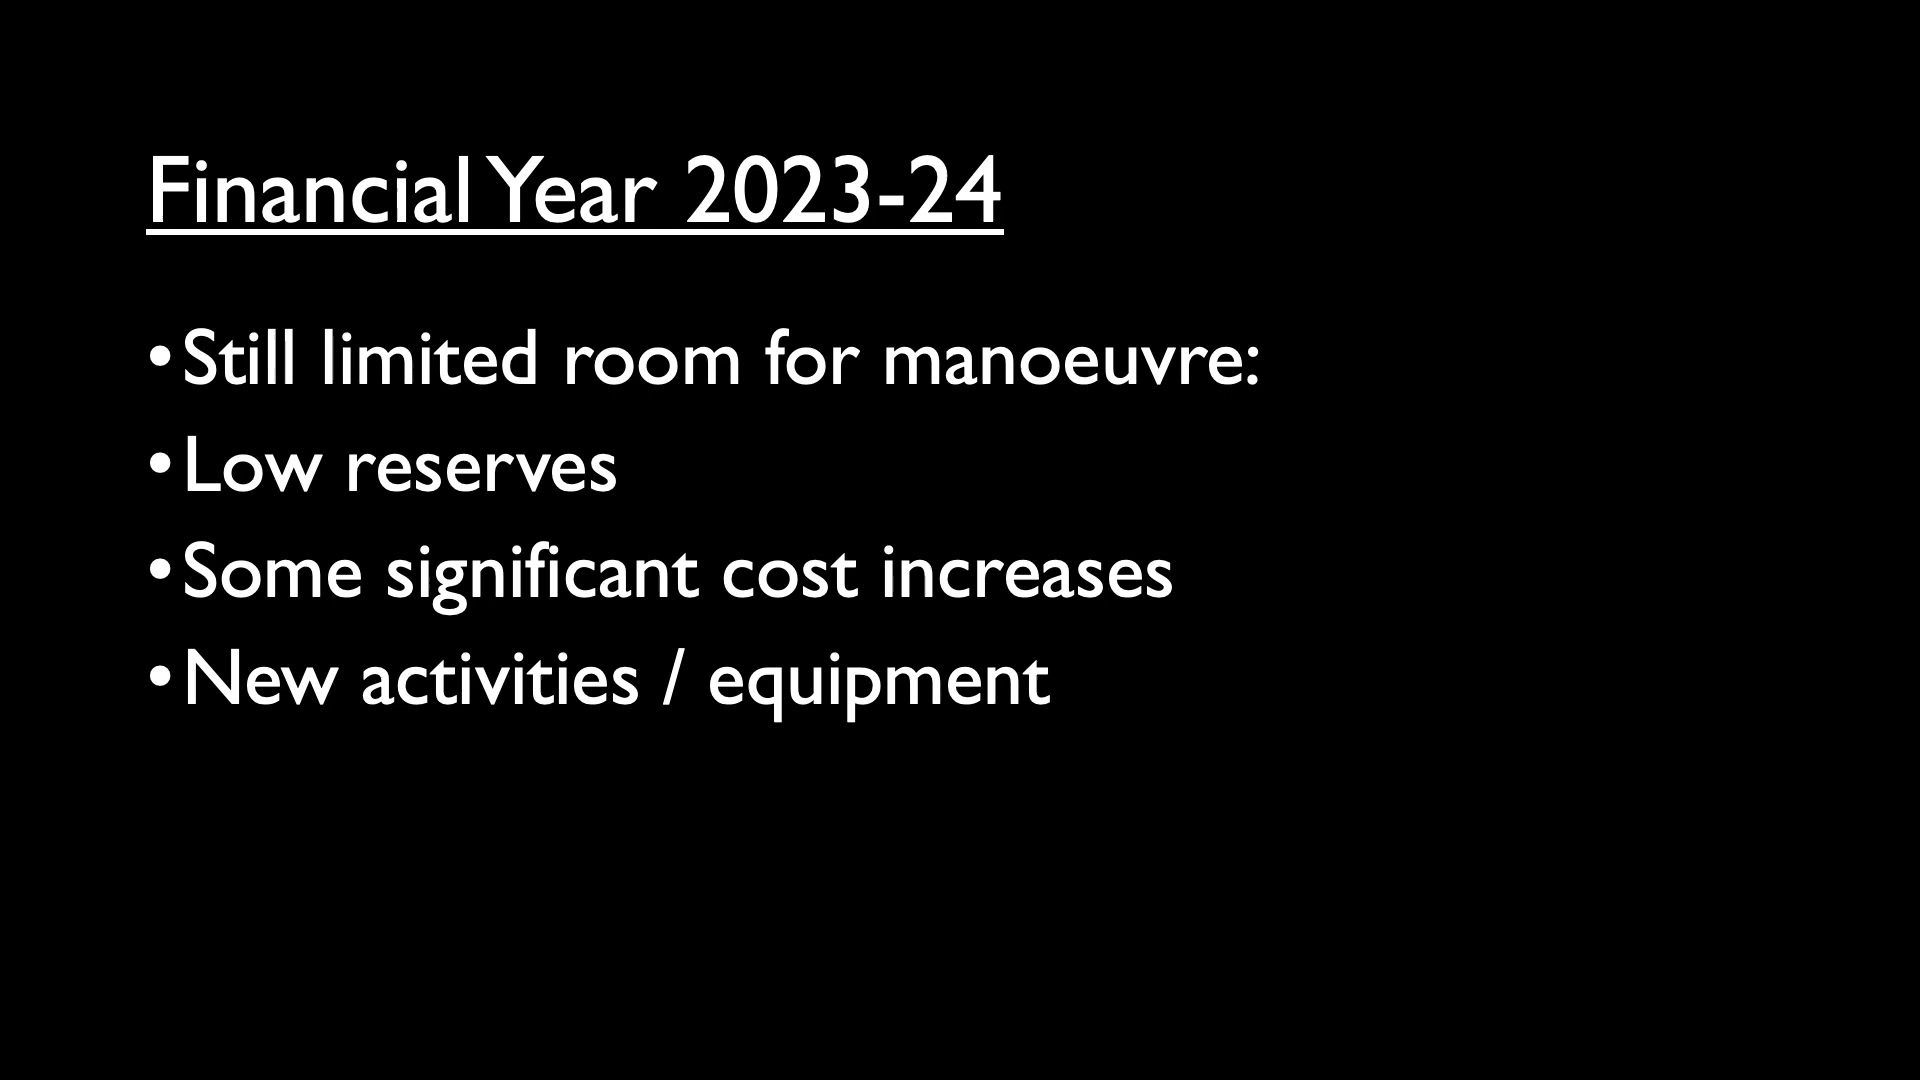 Financial Year 2023-24
•Still limited room for manoeuvre:
•Low reserves
•Some significant cost increases
•New activities / equipment